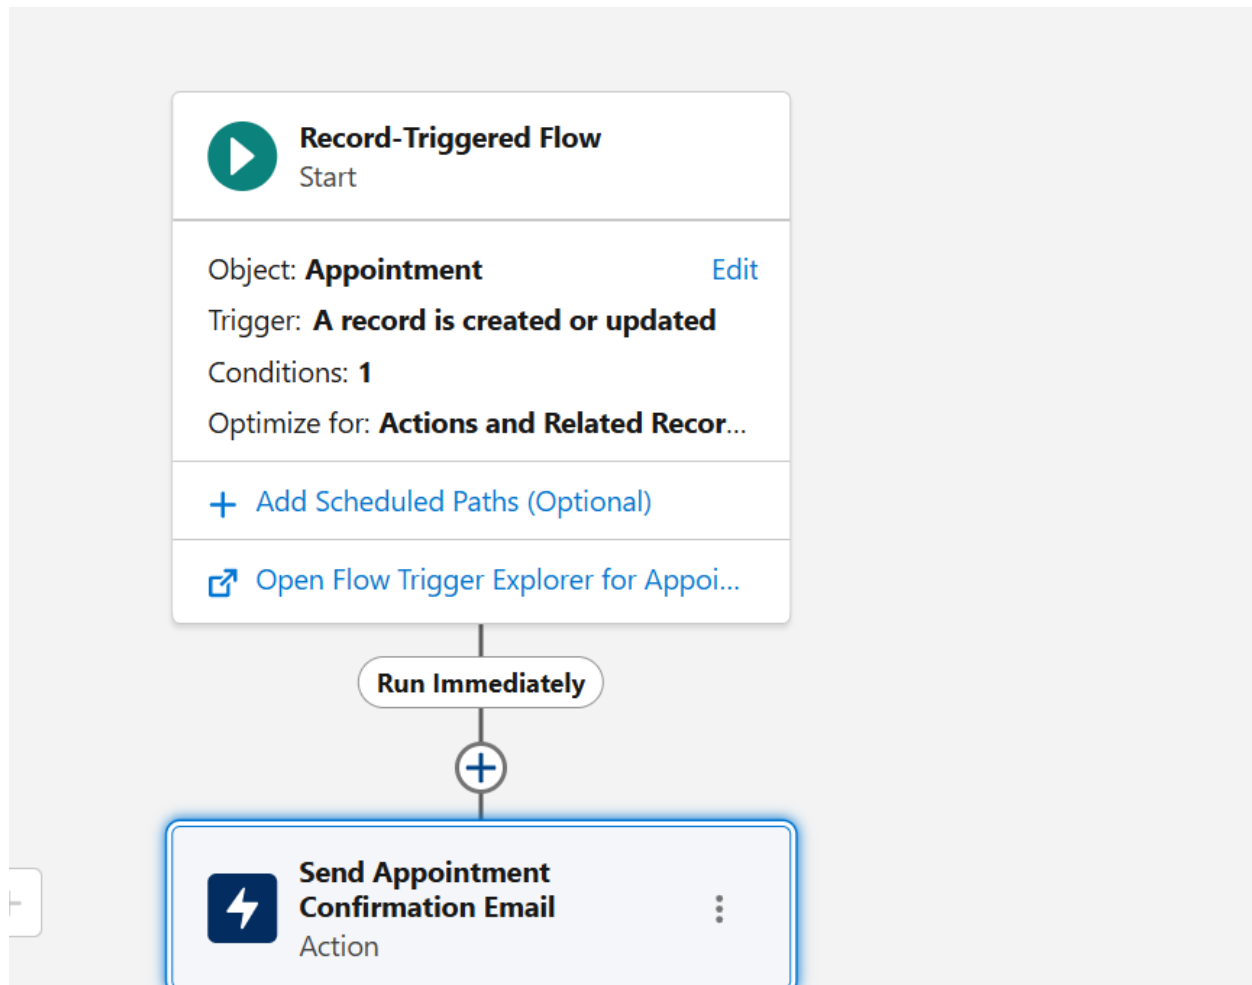 Record-Triggered Flow
Start
Object: Appointment
Edit
Trigger: A record is created or updated
Conditions: 1
Optimize for: Actions and Related Recor...
+ Add Scheduled Paths (Optional)
Open Flow Trigger Explorer for Appoi...
Run Immediately
Send Appointment
Confirmation Email
Action